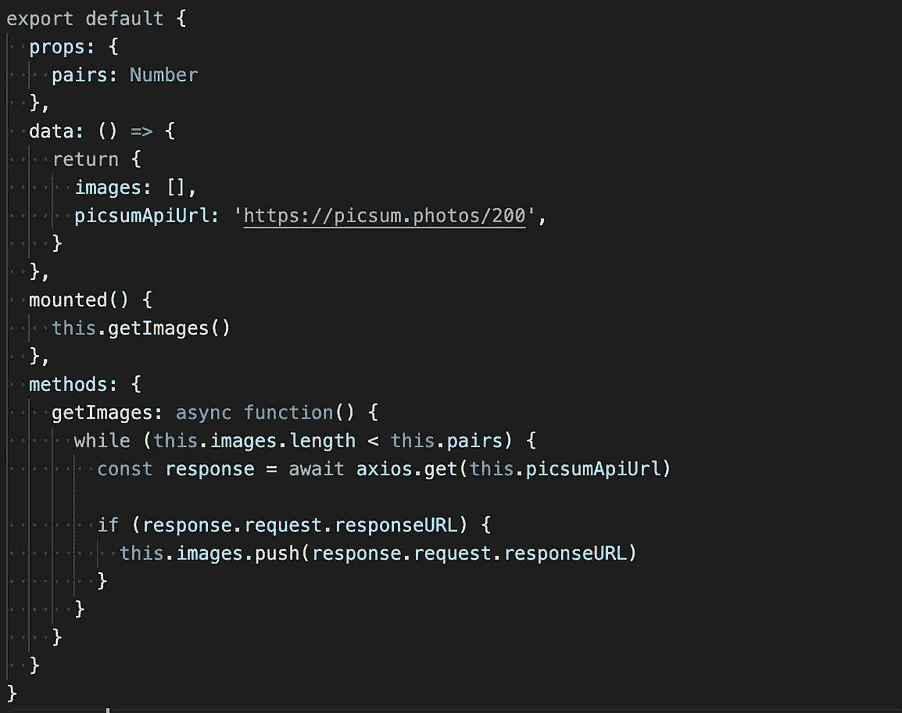 export default {
  props: {
    pairs: Number
  },
  data: () => {
    return {
      images: [],
      picsumApiUrl: 'https://picsum.photos/200',
    }
  },
  mounted() {
    this.getImages()
  },
  methods: {
    getImages: async function() {
      while (this.images.length < this.pairs) {
        const response = await axios.get(this.picsumApiUrl)

        if (response.request.responseURL) {
          this.images.push(response.request.responseURL)
        }
      }
    }
  }
}